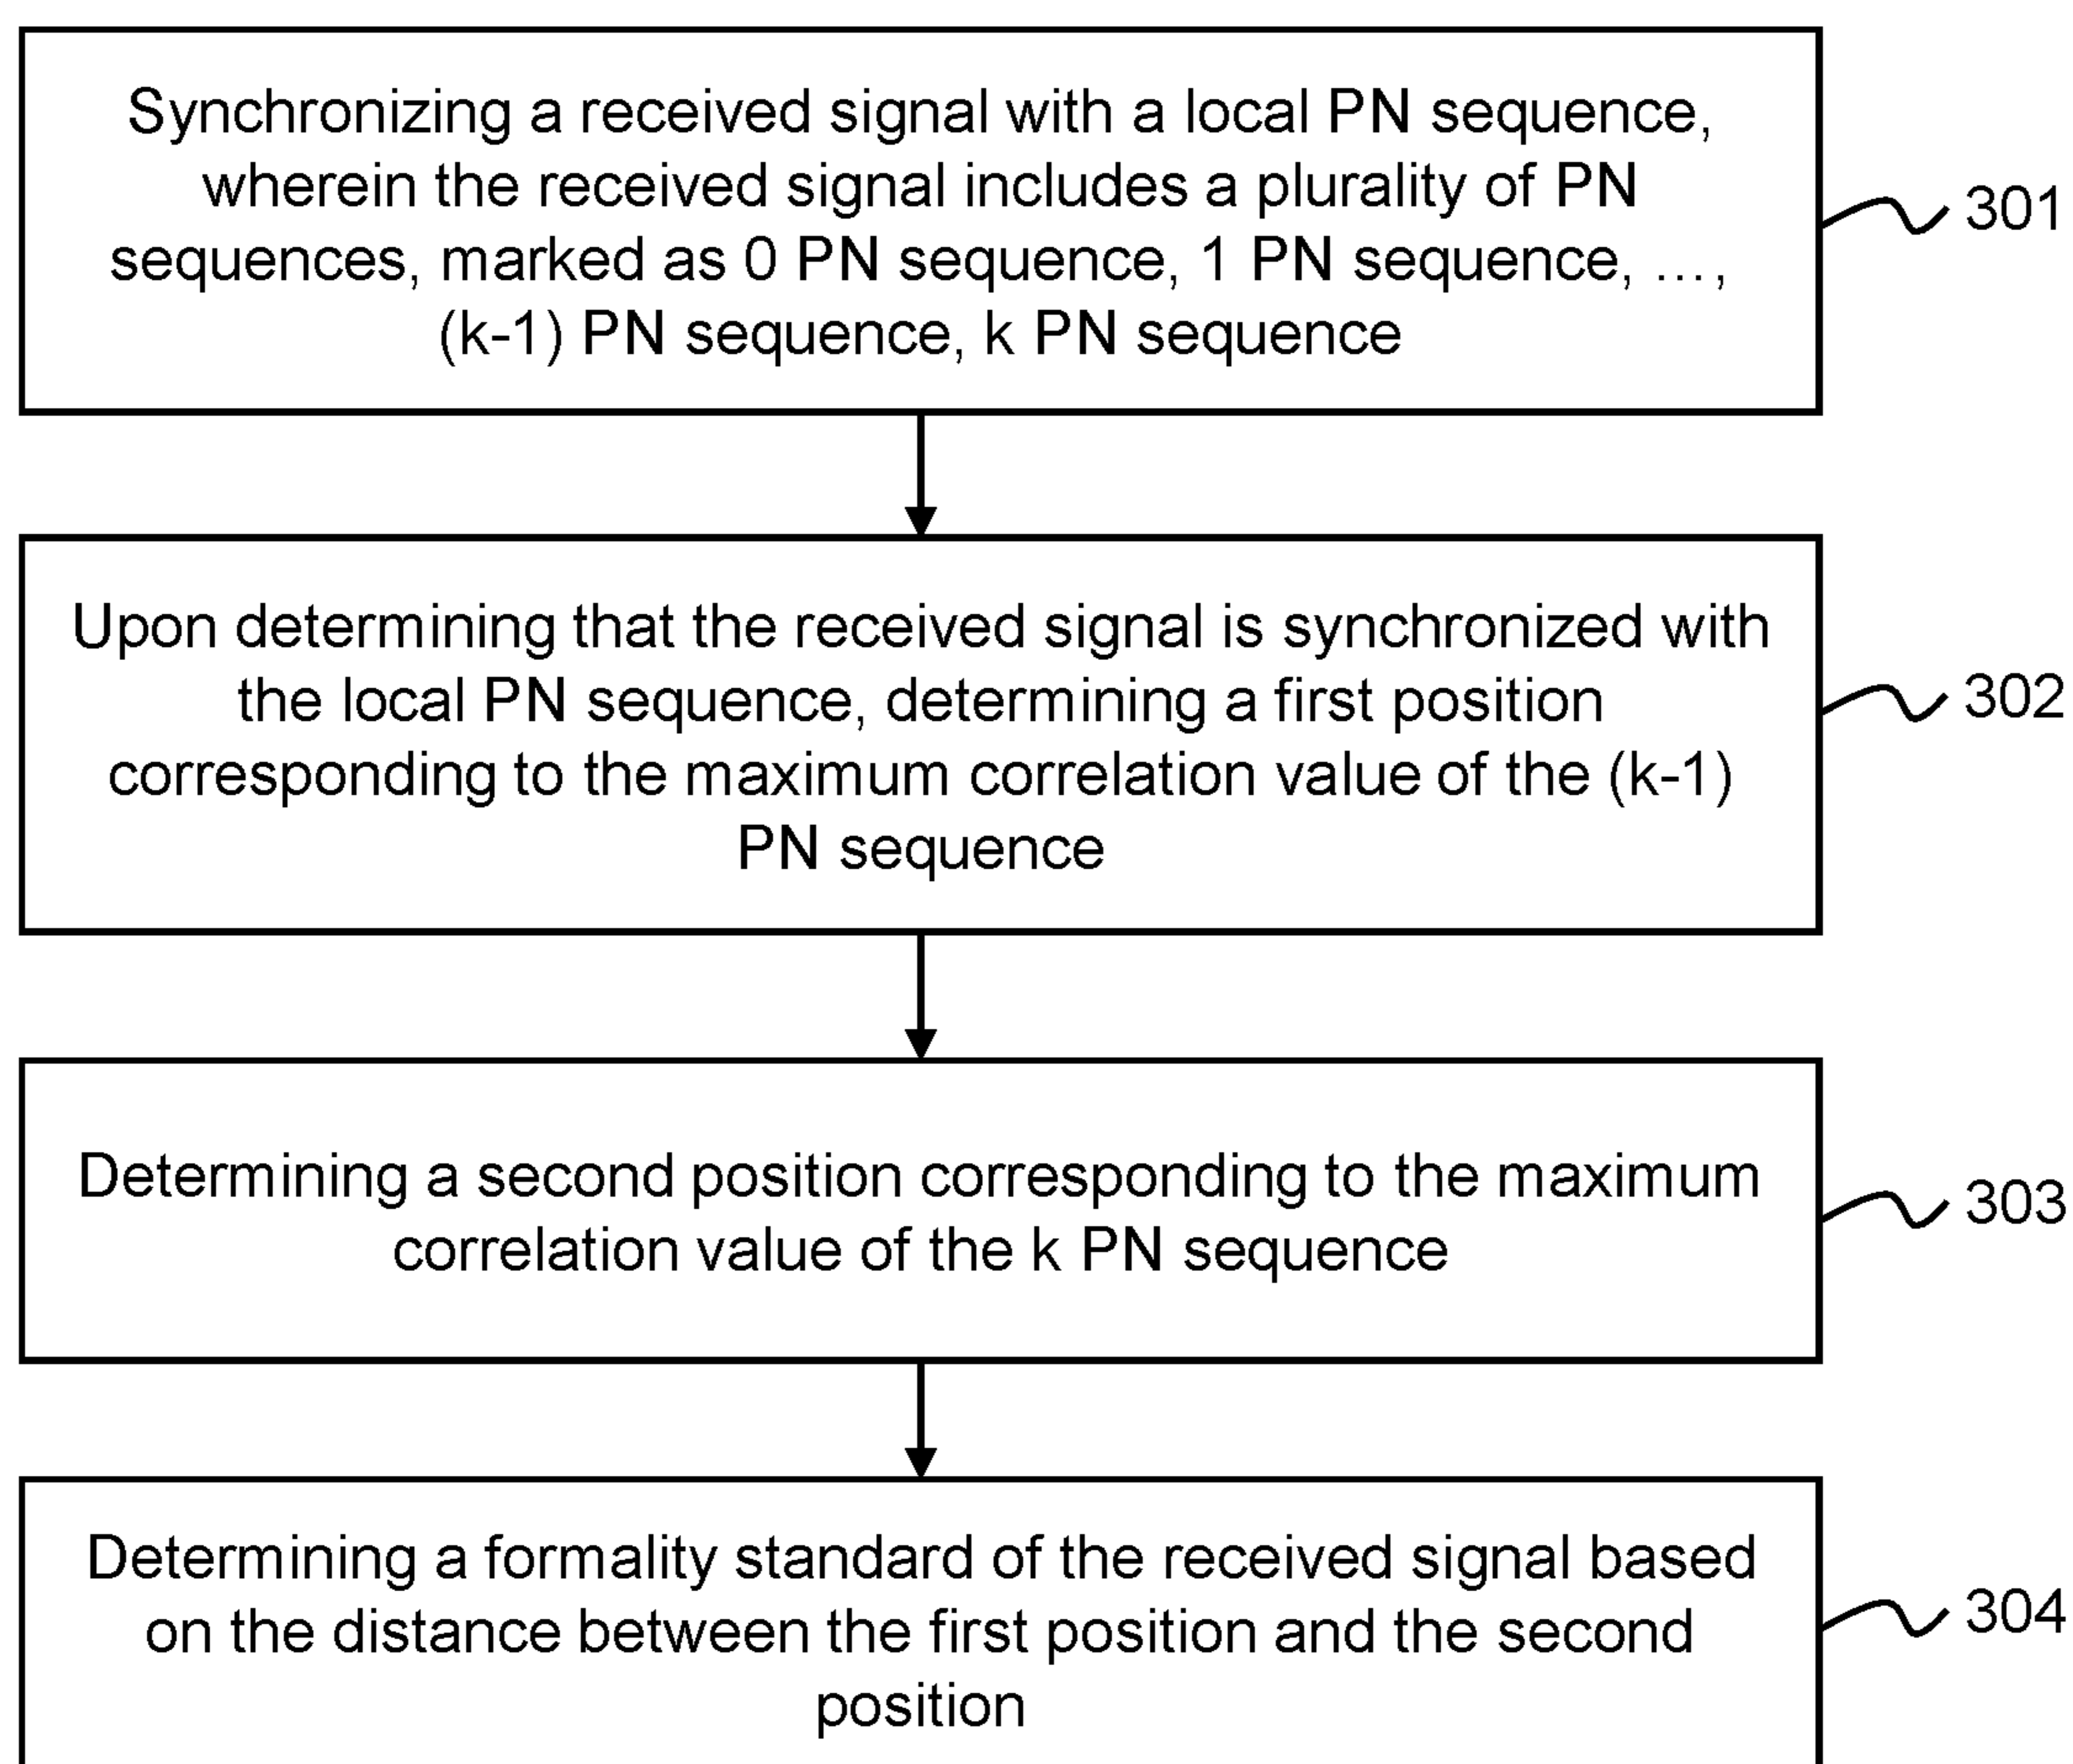 Synchronizing a received signal with a local PN sequence,
wherein the received signal includes a plurality of PN
sequences, marked as 0 PN sequence, 1 PN sequence, ...,
(k-1) PN sequence, k PN sequence
301
Upon determining that the received signal is synchronized with
the local PN sequence, determining a first position
corresponding to the maximum correlation value of the (k-1)
PN sequence
302
Determining a second position corresponding to the maximum
correlation value of the k PN sequence
303
Determining a formality standard of the received signal based
on the distance between the first position and the second
position
304